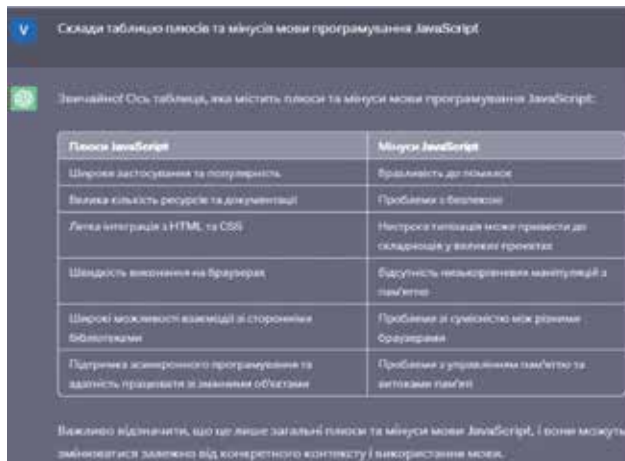 V
Склади таблицю плюсів та мінусів мови програмування JavaScript
Звичайно! Ось таблиця, яка містить плюси та мінуси мови програмування JavaScript:
Плюси JavaScript
Мінуси JavaScript
Широке застосування та популярність
Вразливість до помилок
Велика кількість ресурсів та документації
Проблеми з безпекою
Легка інтеграція з HTML та CSS
Нестрога типізація може привести до
складнощів у великих проектах
Швидкість виконання на браузерах
Відсутність низькорівневих маніпуляцій з
пам'яттю
Широкі можливості взаємодії зі сторонніми
бібліотеками
Проблеми зі сумісністю між різними
браузерами
Підтримка асинхронного програмування та
здатність працювати зі змінними об'єктами
Проблеми з управлінням пам'яттю та
витоками пам'яті
Важливо відзначити, що це лише загальні плюси та мінуси мови JavaScript, і вони можуть
змінюватися залежно від конкретного контексту і використання мови.